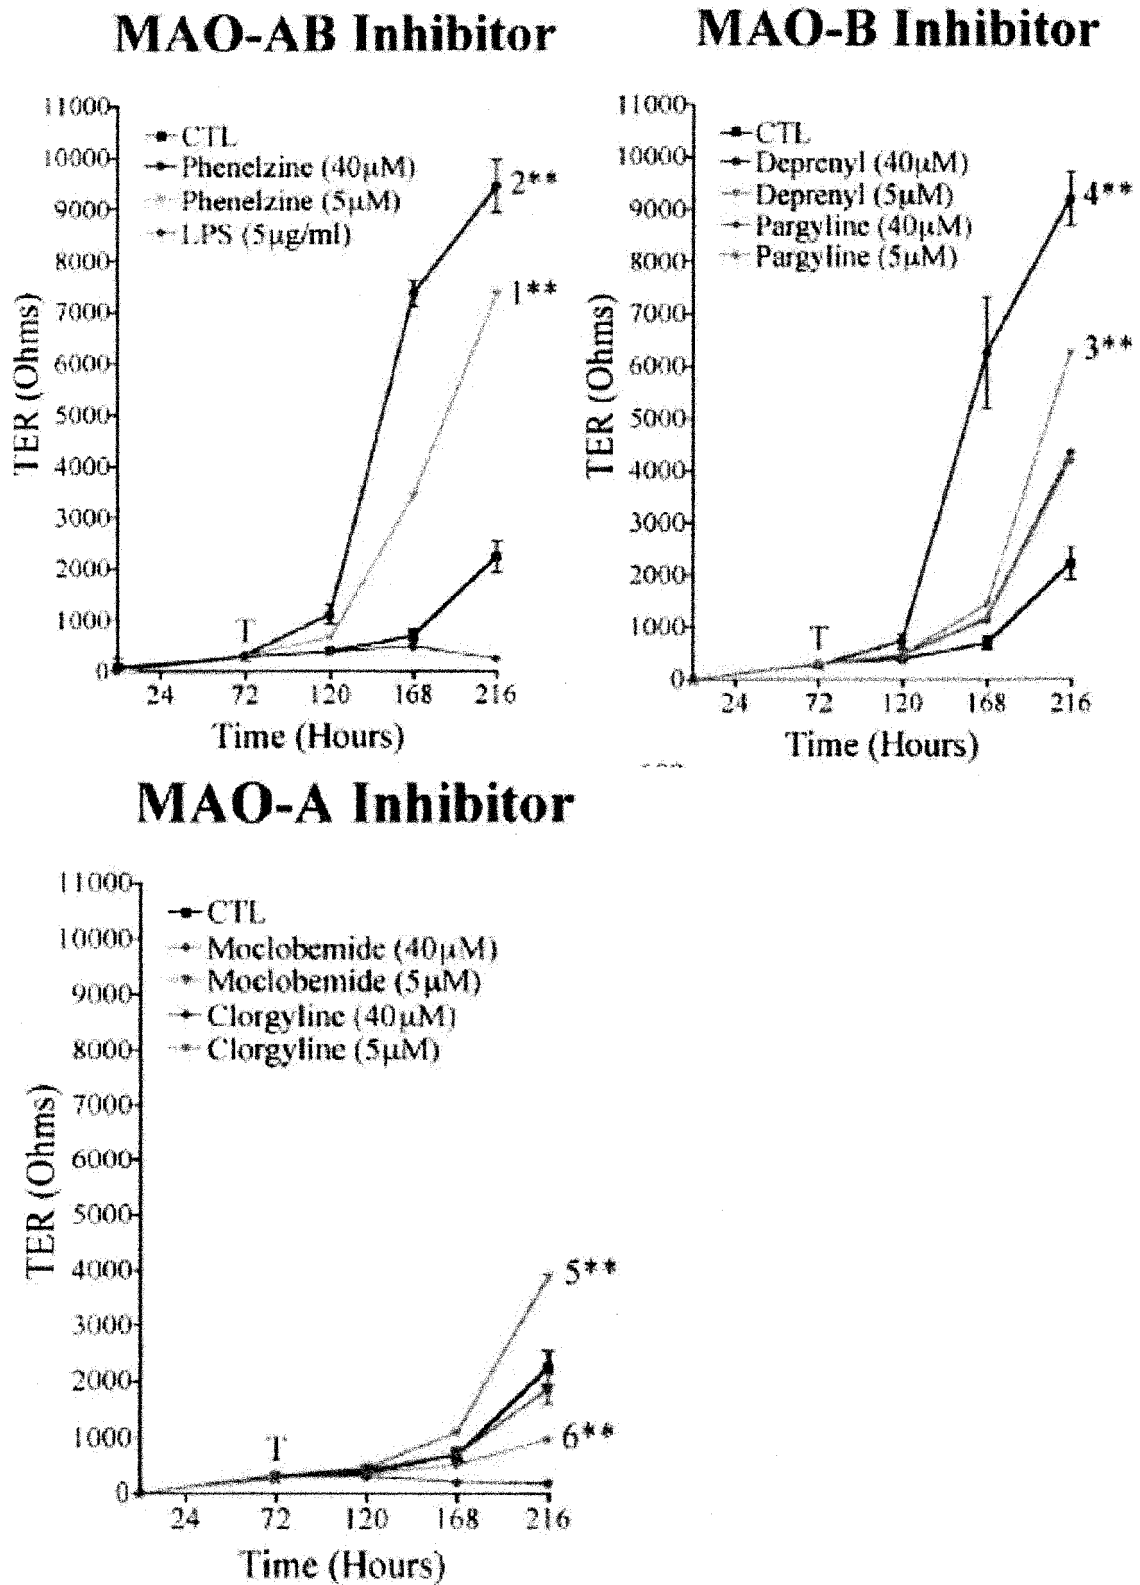 MAO-AB Inhibitor
11000
10000
9000
8000
7000
6000
5000
4000
3000
2000
1000
0
TER (Ohms)
CTL
Phenelzine (40µM)
Phenelzine (5µM)
LPS (5µg/ml)
2**
1**
T
24 72 120 168 216
Time (Hours)
MAO-B Inhibitor
11000
10000
9000
8000
7000
6000
5000
4000
3000
2000
1000
0
TER (Ohms)
CTL
Deprenyl (40µM)
Deprenyl (5µM)
Pargyline (40µM)
Pargyline (5µM)
4**
3**
T
24 72 120 168 216
Time (Hours)
MAO-A Inhibitor
11000
10000
9000
8000
7000
6000
5000
4000
3000
2000
1000
0
TER (Ohms)
CTL
Moclobemide (40µM)
Moclobemide (5µM)
Clorgyline (40µM)
Clorgyline (5µM)
5**
6**
T
24 72 120 168 216
Time (Hours)